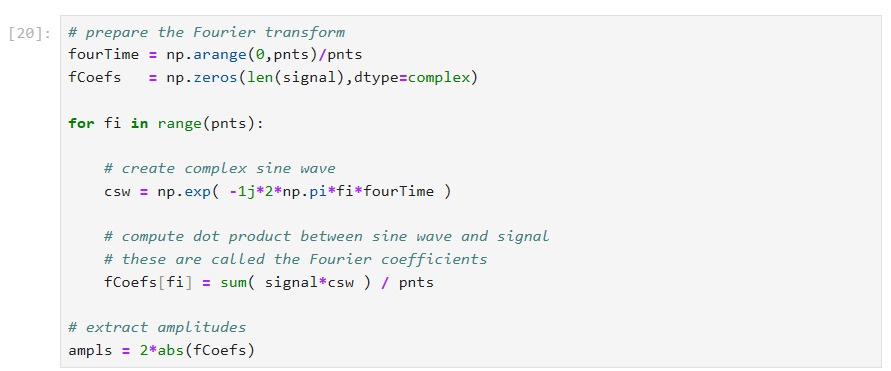 [20]:
# prepare the Fourier transform
fourTime = np.arange(0,pnts)/pnts
fCoefs   = np.zeros(len(signal),dtype=complex)
for fi in range(pnts):
    # create complex sine wave
    csw = np.exp( -1j*2*np.pi*fi*fourTime )
    # compute dot product between sine wave and signal
    # these are called the Fourier coefficients
    fCoefs[fi] = sum( signal*csw ) / pnts
# extract amplitudes
ampls = 2*abs(fCoefs)